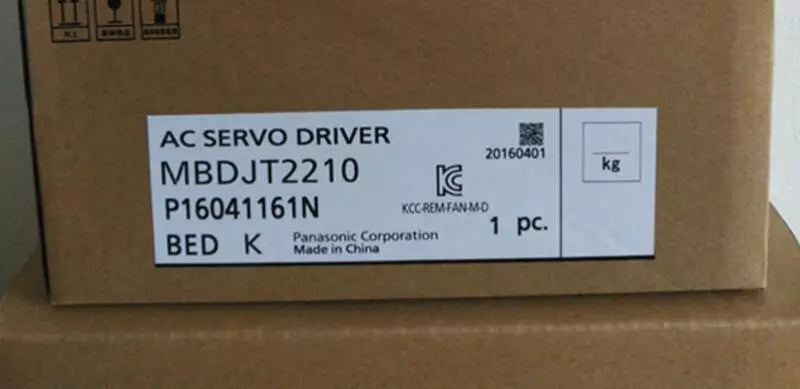 AC SERVO DRIVER
MBDJT2210
P16041161N
BED K
Panasonic Corporation
Made in China
20160401
KCC-REM-FAN-M-D
1 pc.
kg